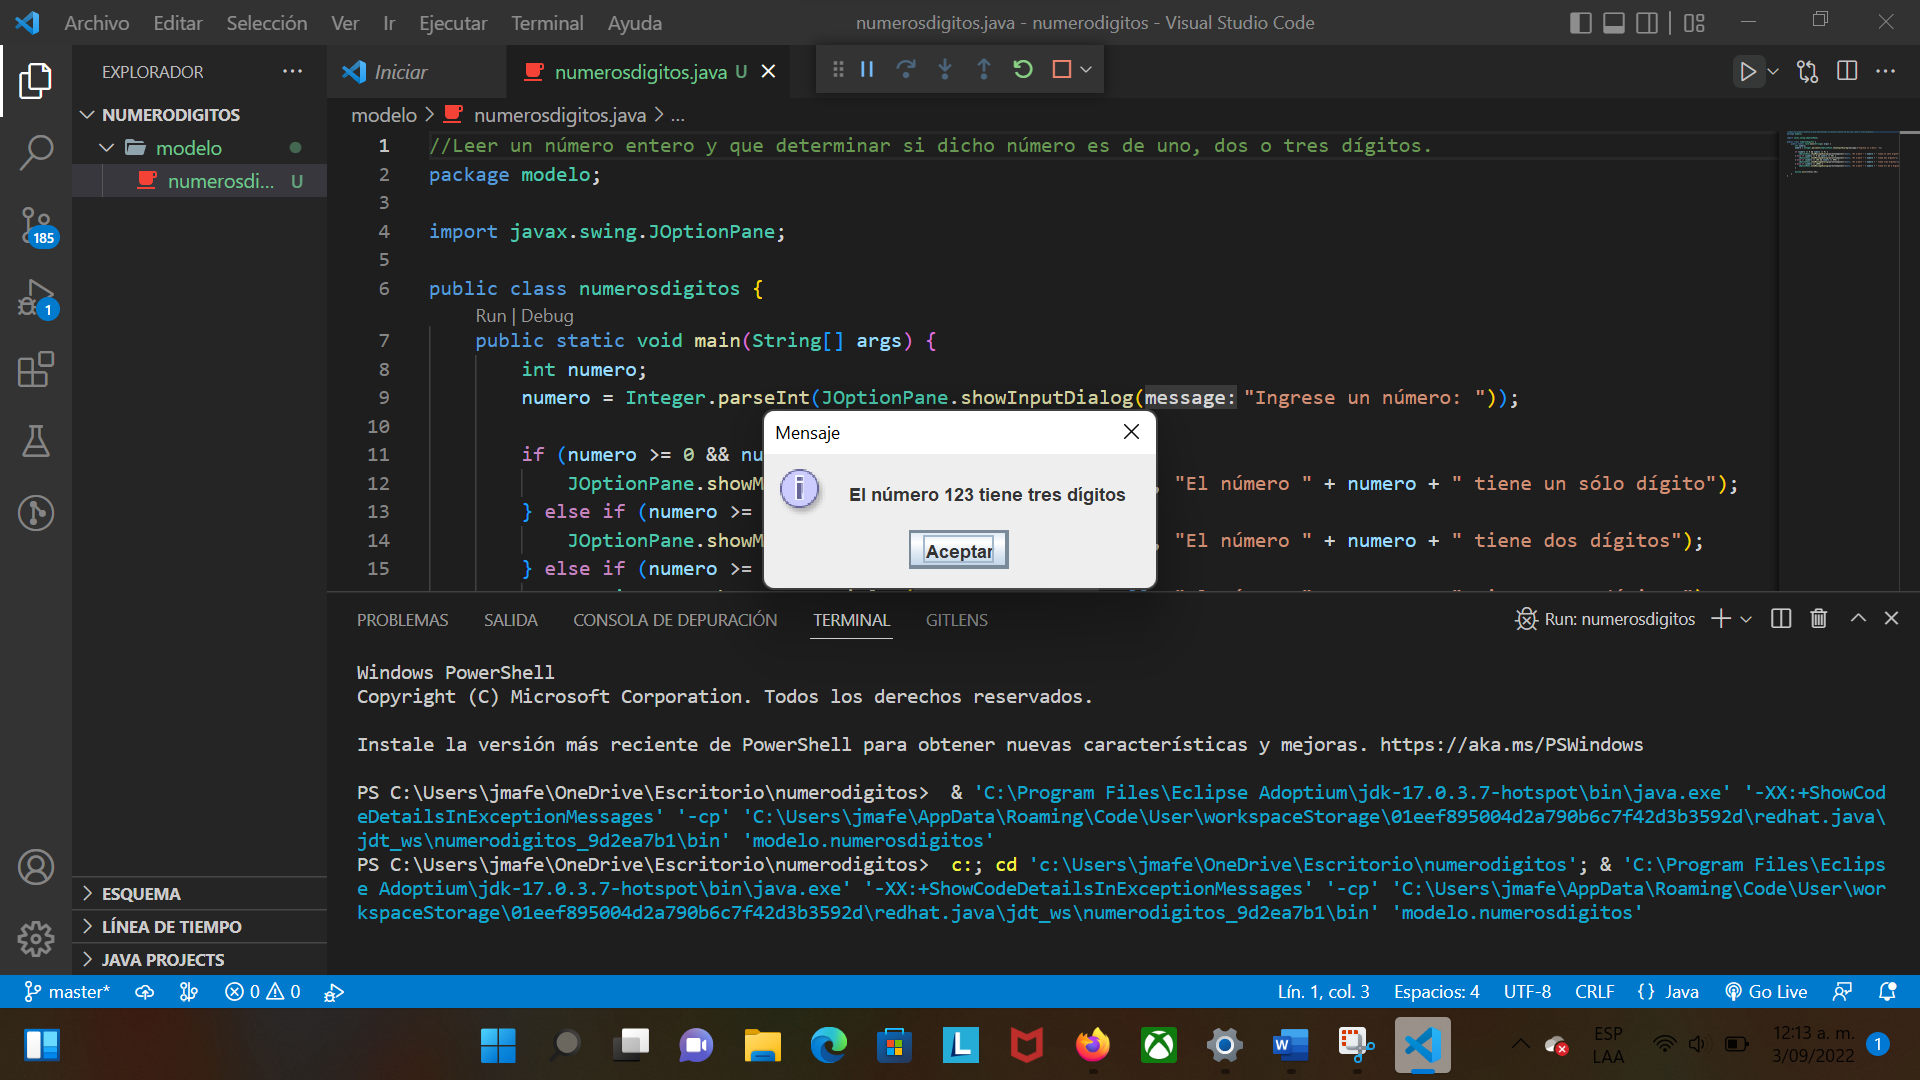 Archivo Editar Selección Ver Ir Ejecutar Terminal Ayuda
numerosdigitos.java - numerodigitos - Visual Studio Code
EXPLORADOR
NUMERODIGITOS
modelo
numerosdi... U
Iniciar
numerosdigitos.java U
modelo > numerosdigitos.java > ...
1 //Leer un número entero y que determinar si dicho número es de uno, dos o tres dígitos.
2 package modelo;
3
4 import javax.swing.JOptionPane;
5
6 public class numerosdigitos {
Run | Debug
7 public static void main(String[] args) {
8 int numero;
9 numero = Integer.parseInt(JOptionPane.showInputDialog(message: "Ingrese un número: "));
10
11 if (numero >= 0 && nu
12 JOptionPane.showM , "El número " + numero + " tiene un sólo dígito");
13 } else if (numero >=
14 JOptionPane.showM , "El número " + numero + " tiene dos dígitos");
15 } else if (numero >=
Mensaje
El número 123 tiene tres dígitos
Aceptar
185
1
PROBLEMAS SALIDA CONSOLA DE DEPURACIÓN TERMINAL GITLENS
Run: numerosdigitos
Windows PowerShell
Copyright (C) Microsoft Corporation. Todos los derechos reservados.
Instale la versión más reciente de PowerShell para obtener nuevas características y mejoras. https://aka.ms/PSWindows
PS C:\Users\jmafe\OneDrive\Escritorio\numerodigitos>  & 'C:\Program Files\Eclipse Adoptium\jdk-17.0.3.7-hotspot\bin\java.exe' '-XX:+ShowCod
eDetailsInExceptionMessages' '-cp' 'C:\Users\jmafe\AppData\Roaming\Code\User\workspaceStorage\01eef895004d2a790b6c7f42d3b3592d\redhat.java\
jdt_ws\numerodigitos_9d2ea7b1\bin' 'modelo.numerosdigitos'
PS C:\Users\jmafe\OneDrive\Escritorio\numerodigitos>  c:; cd 'c:\Users\jmafe\OneDrive\Escritorio\numerodigitos'; & 'C:\Program Files\Eclips
e Adoptium\jdk-17.0.3.7-hotspot\bin\java.exe' '-XX:+ShowCodeDetailsInExceptionMessages' '-cp' 'C:\Users\jmafe\AppData\Roaming\Code\User\wor
kspaceStorage\01eef895004d2a790b6c7f42d3b3592d\redhat.java\jdt_ws\numerodigitos_9d2ea7b1\bin' 'modelo.numerosdigitos'
ESQUEMA
LÍNEA DE TIEMPO
JAVA PROJECTS
master* 0 0
Lín. 1, col. 3 Espacios: 4 UTF-8 CRLF {} Java Go Live
ESP
LAA
12:13 a. m.
3/09/2022
1